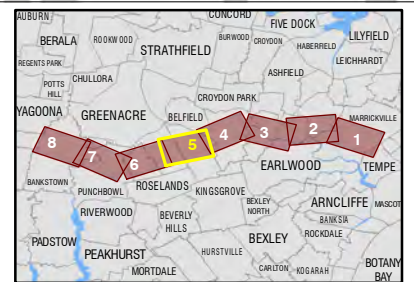 AUBURN
CONCORD
FIVE DOCK
BERALA
ROOKWOOD
STRATHFIELD
BURWOOD
CROYDON
HABERFIELD
LILYFIELD
REGENTS PARK
LEICHHARDT
POTTS HILL
CHULLORA
ASHFIELD
CROYDON PARK
YAGOONA
GREENACRE
BELFIELD
MARRICKVILLE
8
7
6
5
4
3
2
1
BANKSTOWN
PUNCHBOWL
ROSELANDS
KINGSGROVE
EARLWOOD
TEMPE
RIVERWOOD
BEVERLY HILLS
BEXLEY NORTH
ARNCLIFFE
MASCOT
BANKSIA
ROCKDALE
PADSTOW
PEAKHURST
HURSTVILLE
BEXLEY
MORTDALE
CARLTON
KOGARAH
BOTANY BAY